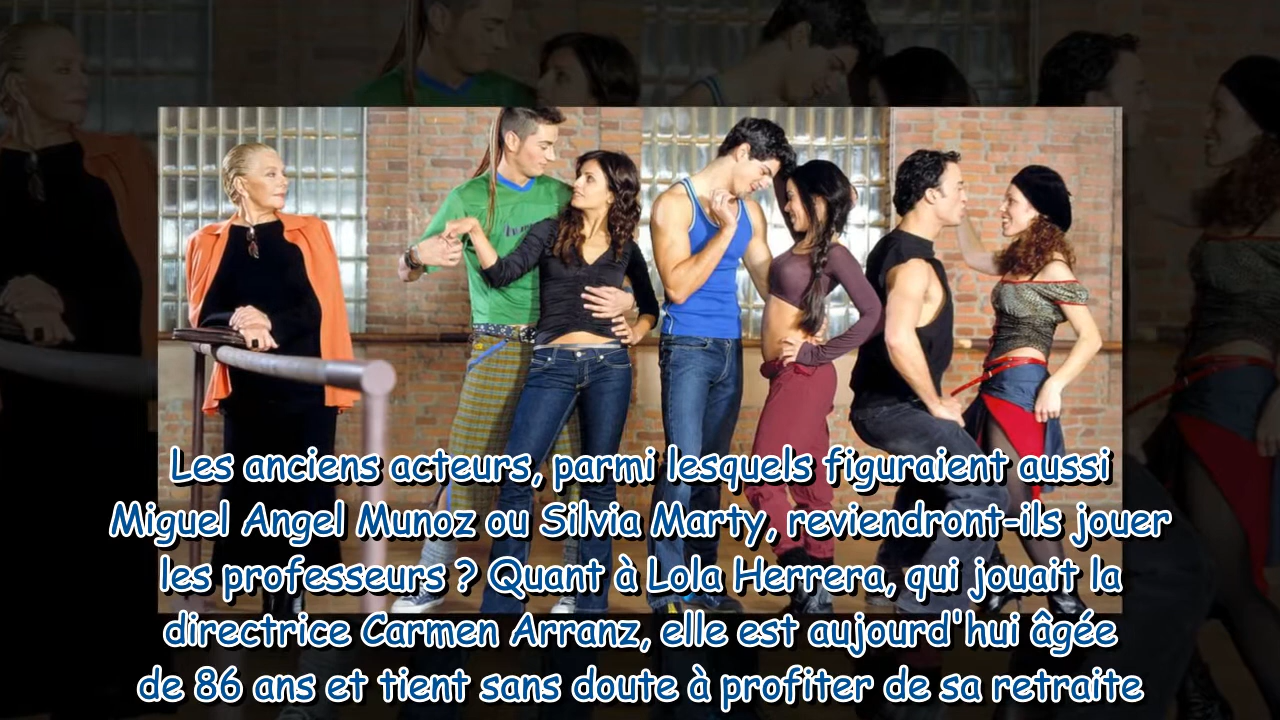 Les anciens acteurs, parmi lesquels figuraient aussi
Miguel Angel Munoz ou Silvia Marty, reviendront-ils jouer
les professeurs ? Quant à Lola Herrera, qui jouait la
directrice Carmen Arranz, elle est aujourd'hui âgée
de 86 ans et tient sans doute à profiter de sa retraite